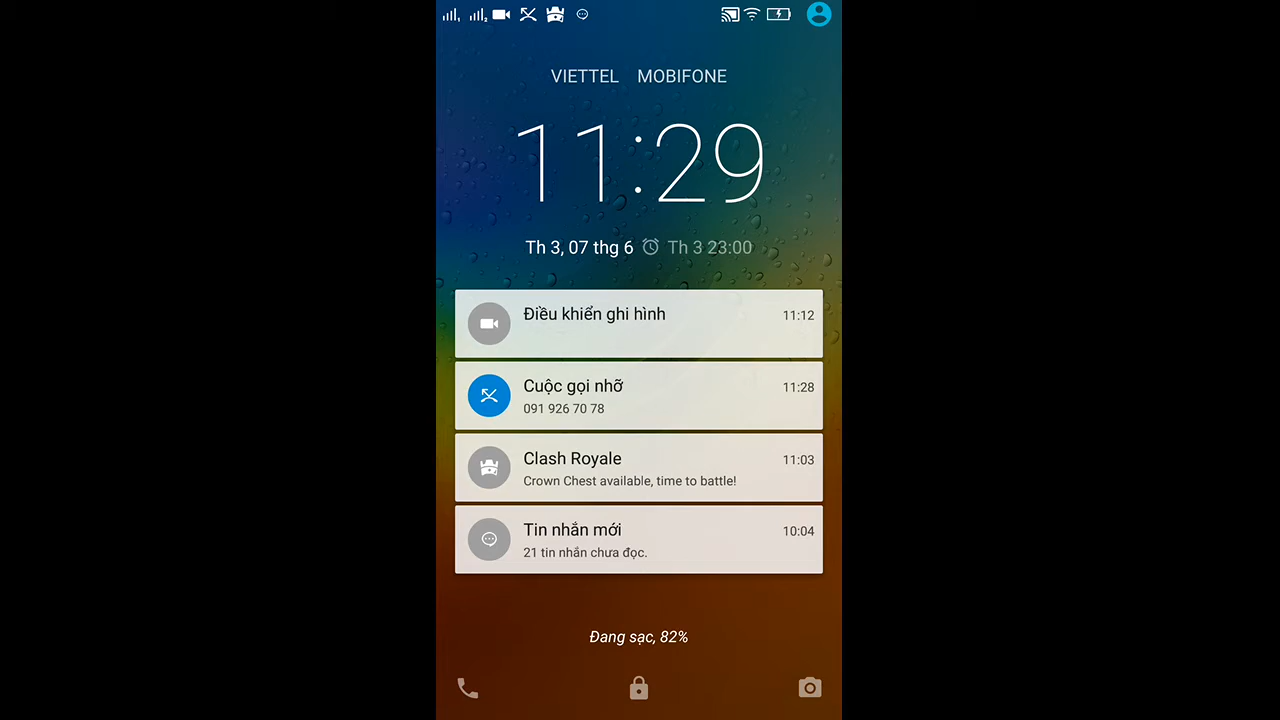 VIETTEL MOBIFONE
11:29
Th 3, 07 thg 6 Th 3 23:00
Điều khiển ghi hình 11:12
Cuộc gọi nhỡ 11:28
091 926 70 78
Clash Royale 11:03
Crown Chest available, time to battle!
Tin nhắn mới 10:04
21 tin nhắn chưa đọc.
Đang sạc, 82%